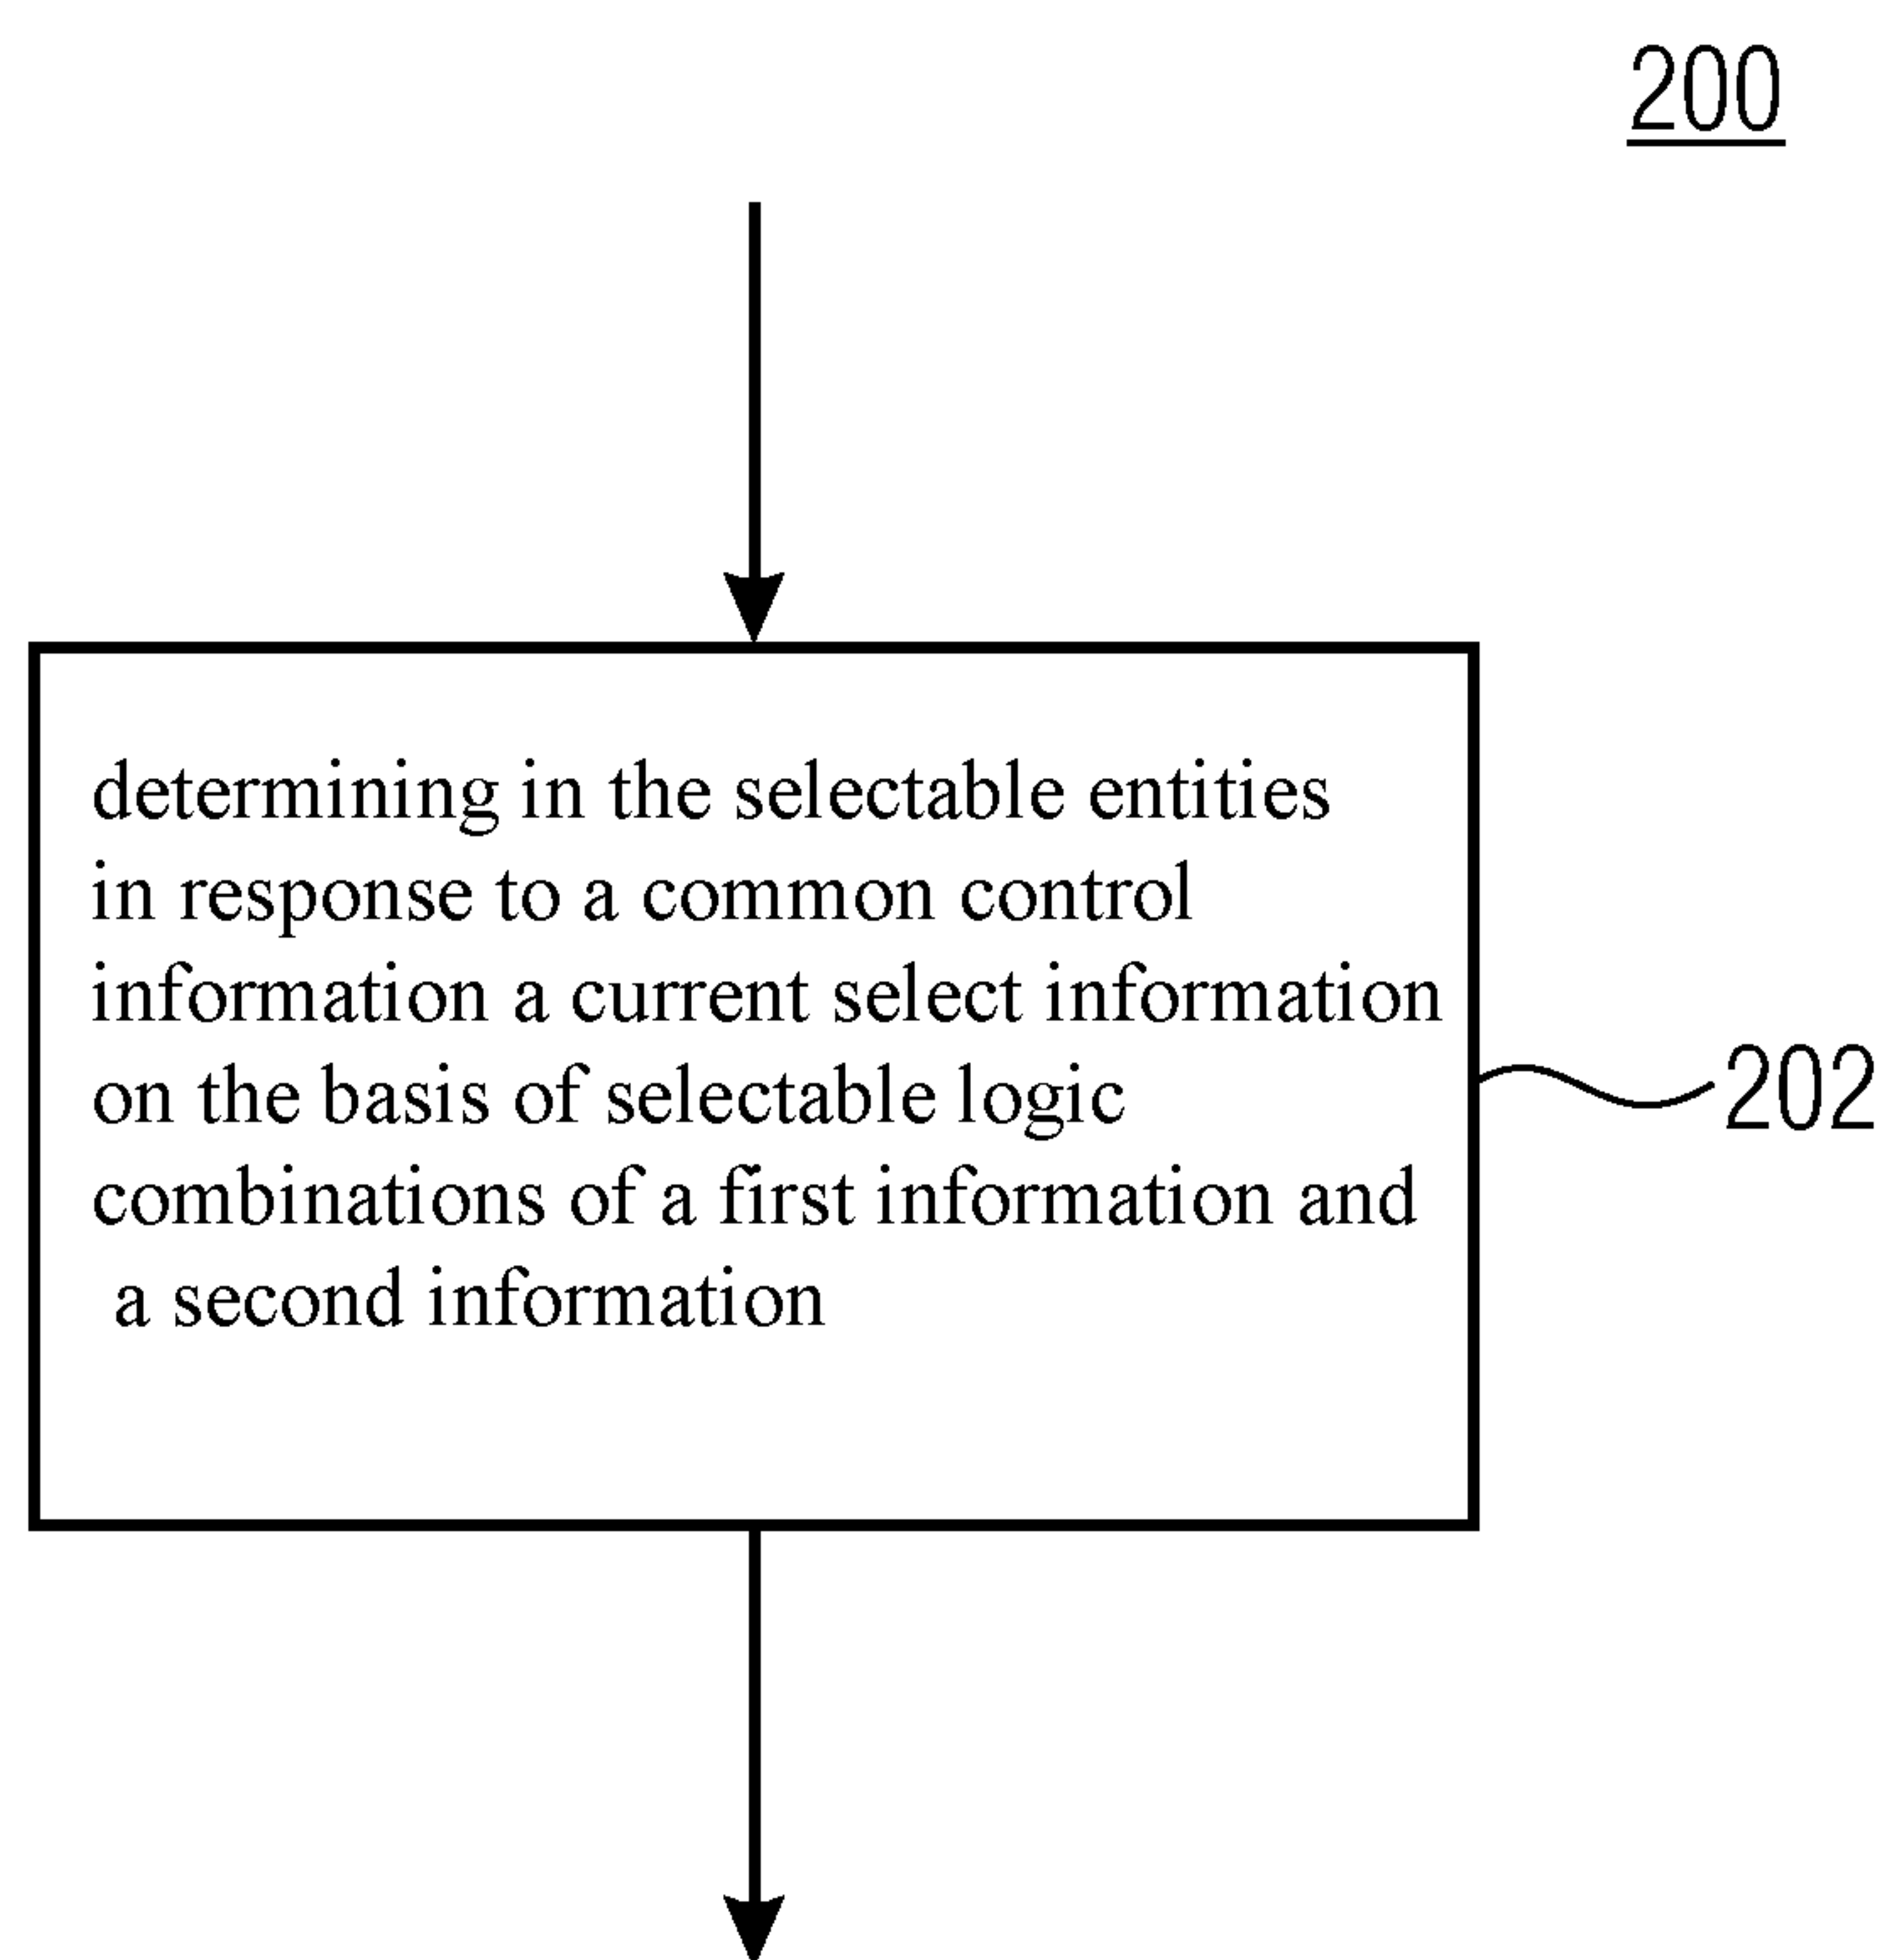 200
determining in the selectable entities
in response to a common control
information a current select information
on the basis of selectable logic
combinations of a first information and
a second information
202